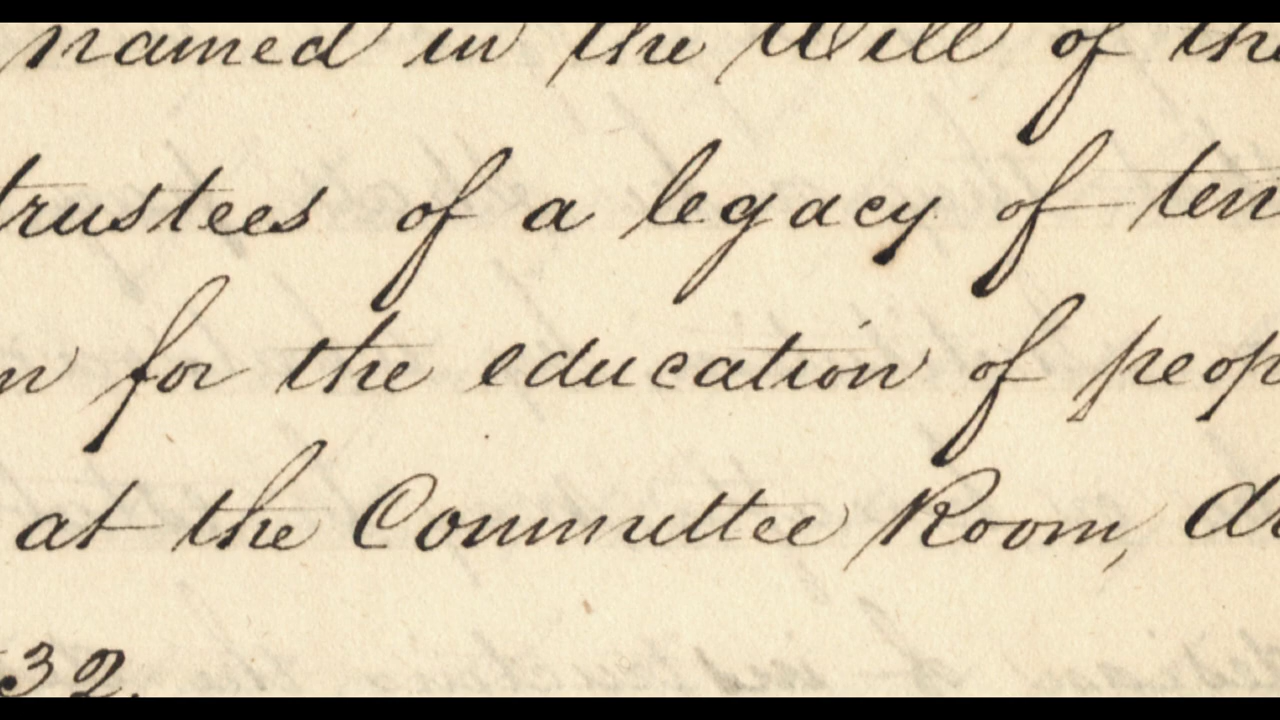 named in the Will of the
trustees of a legacy of ten
n for the education of peop
at the Committee Room,
32.